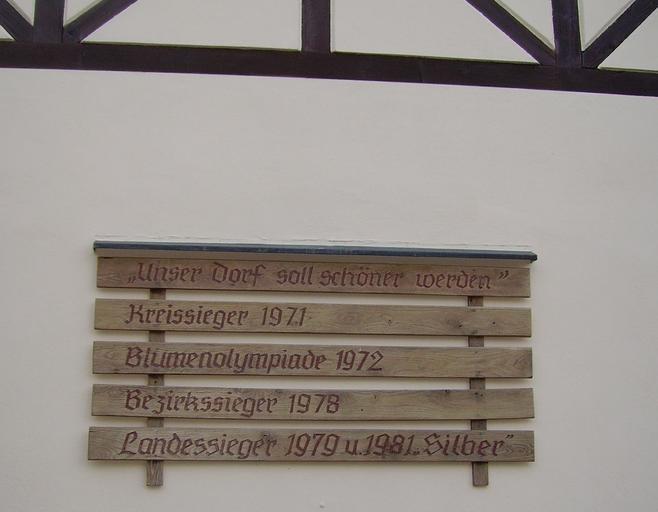 „Unser Dorf soll schöner werden"
Kreissieger 1971
Blumenolympiade 1972
Bezirkssieger 1978
Landessieger 1979 u. 1981 „Silber"